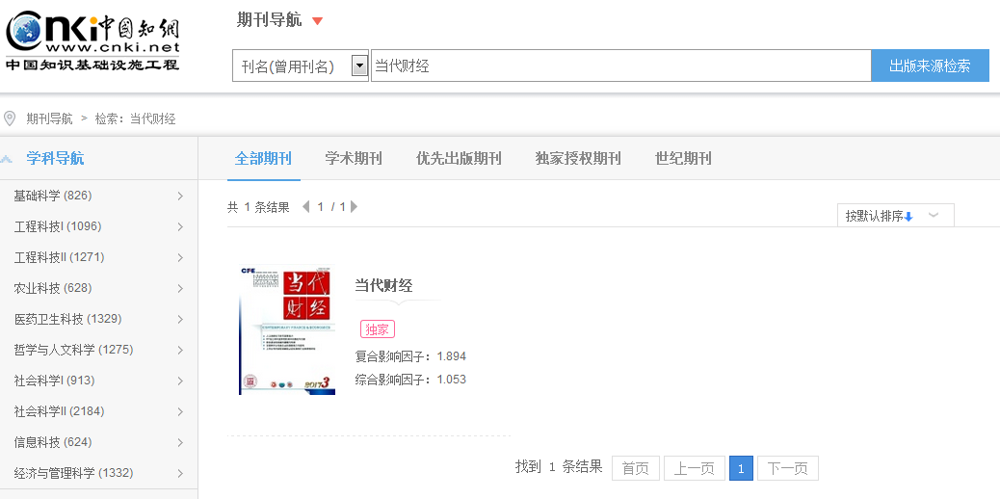 Cnki中国知網
www.cnki.net
中国知识基础设施工程
期刊导航
刊名(曾用刊名)
当代财经
出版来源检索
期刊导航 > 检索：当代财经
学科导航
基础科学 (826)
工程科技I (1096)
工程科技II (1271)
农业科技 (628)
医药卫生科技 (1329)
哲学与人文科学 (1275)
社会科学I (913)
社会科学II (2184)
信息科技 (624)
经济与管理科学 (1332)
全部期刊 学术期刊 优先出版期刊 独家授权期刊 世纪期刊
共 1 条结果 1 / 1
按默认排序
CFE
当代
财经
2017 3
当代财经
独家
复合影响因子：1.894
综合影响因子：1.053
找到 1 条结果 首页 上一页 1 下一页